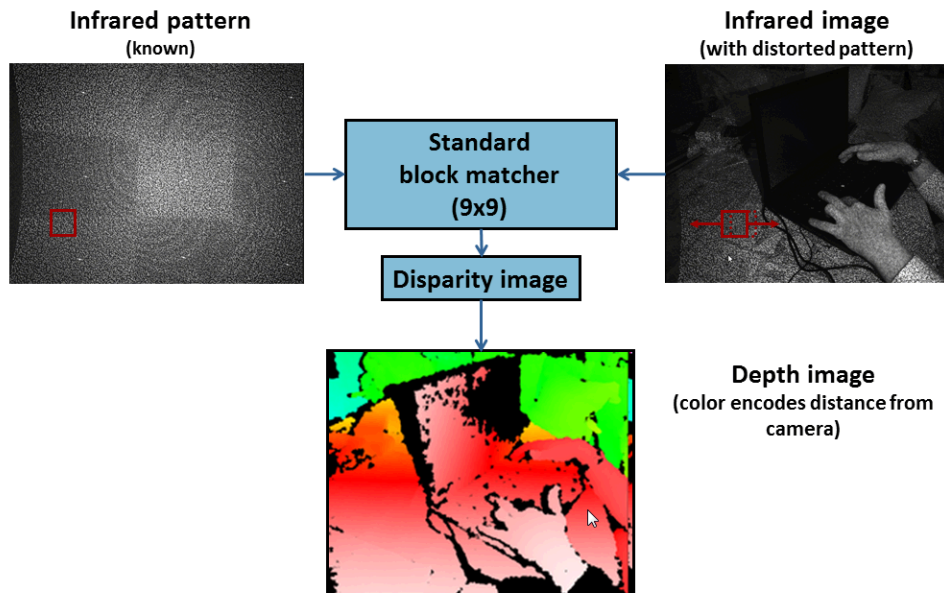 Infrared pattern
(known)
Infrared image
(with distorted pattern)
Standard
block matcher
(9x9)
Disparity image
Depth image
(color encodes distance from
camera)